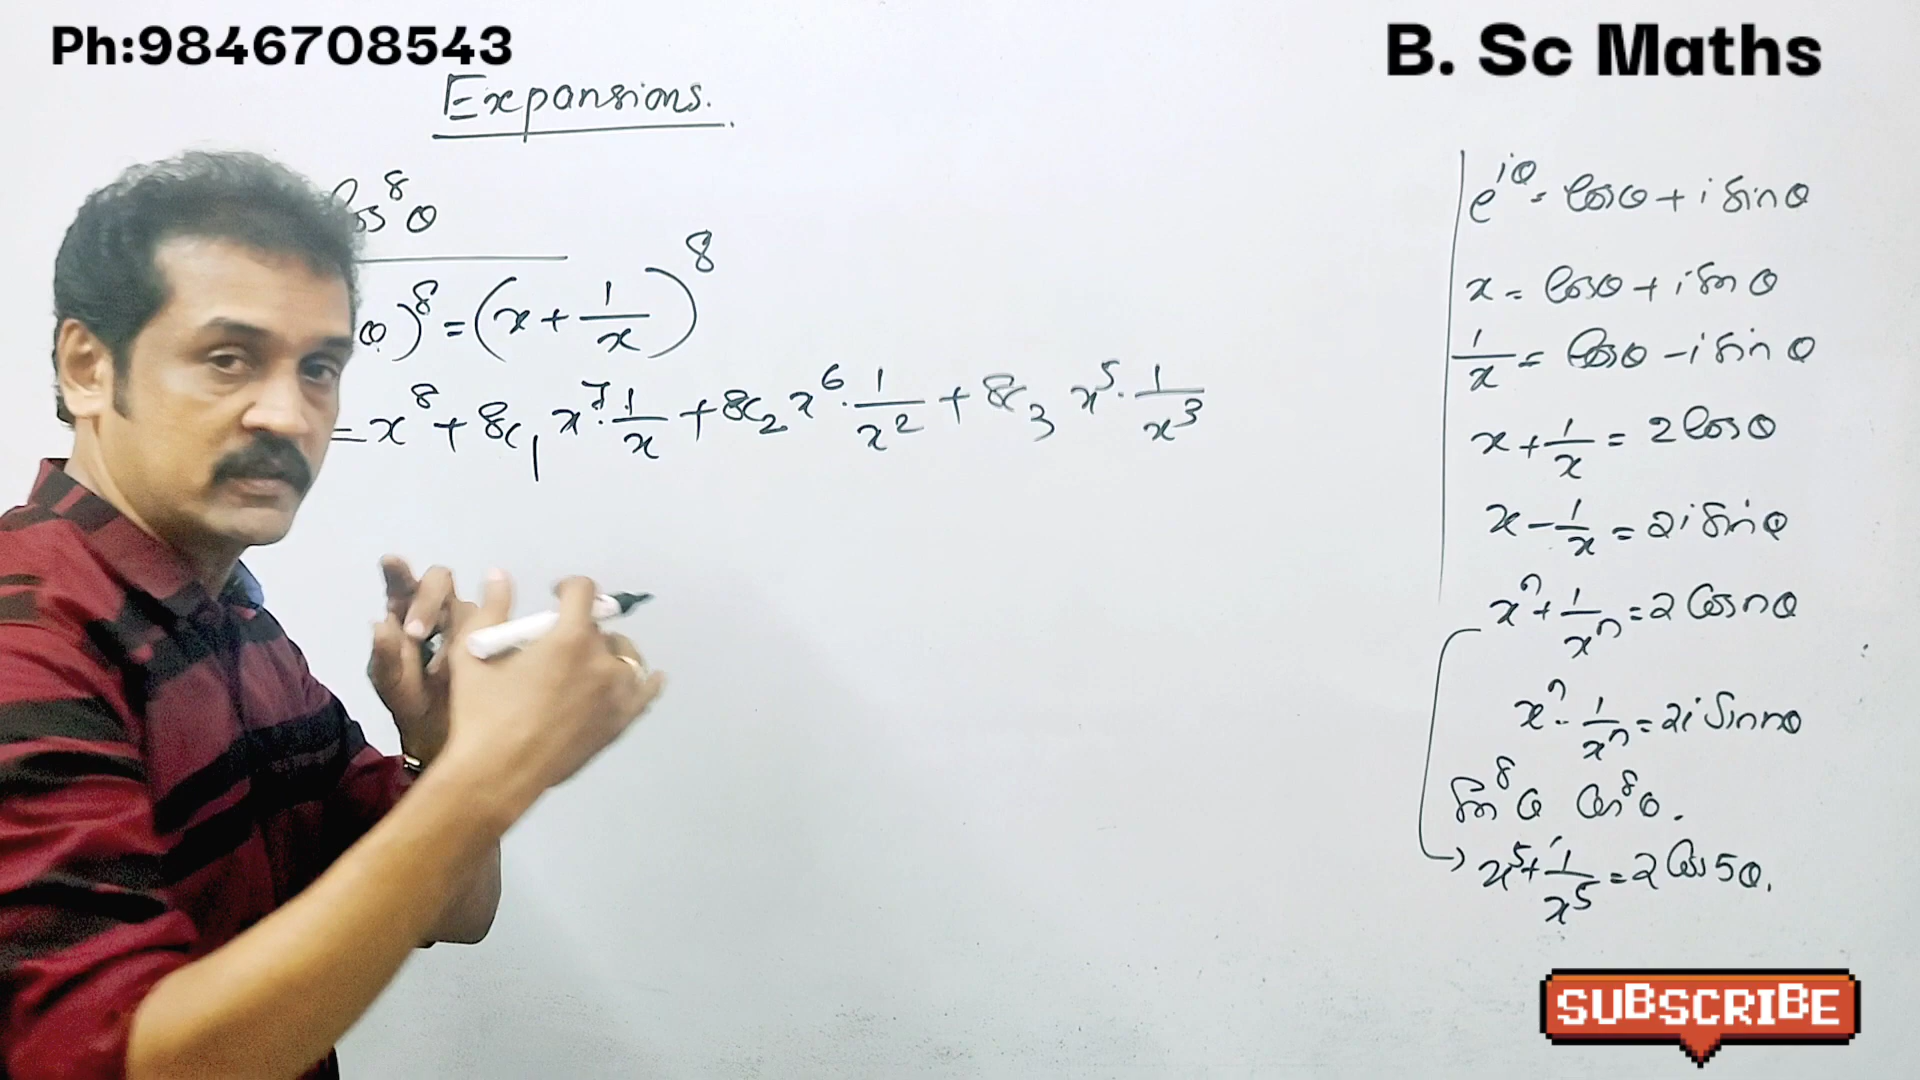 Ph:9846708543
B. Sc Maths
Expansions.
cos⁸θ
θ)⁸ = (x + 1/x)⁸
= x⁸ + 8c₁ x⁷·1/x + 8c₂ x⁶·1/x² + 8c₃ x⁵·1/x³
e^iθ = cosθ + i sinθ
x = cosθ + i sin θ
1/x = cosθ - i sin θ
x + 1/x = 2cosθ
x - 1/x = 2i sinθ
xⁿ + 1/xⁿ = 2 cos nθ
xⁿ - 1/xⁿ = 2i sin nθ
sin⁸θ cos⁸θ.
→ x⁵ + 1/x⁵ = 2 cos 5θ.
SUBSCRIBE